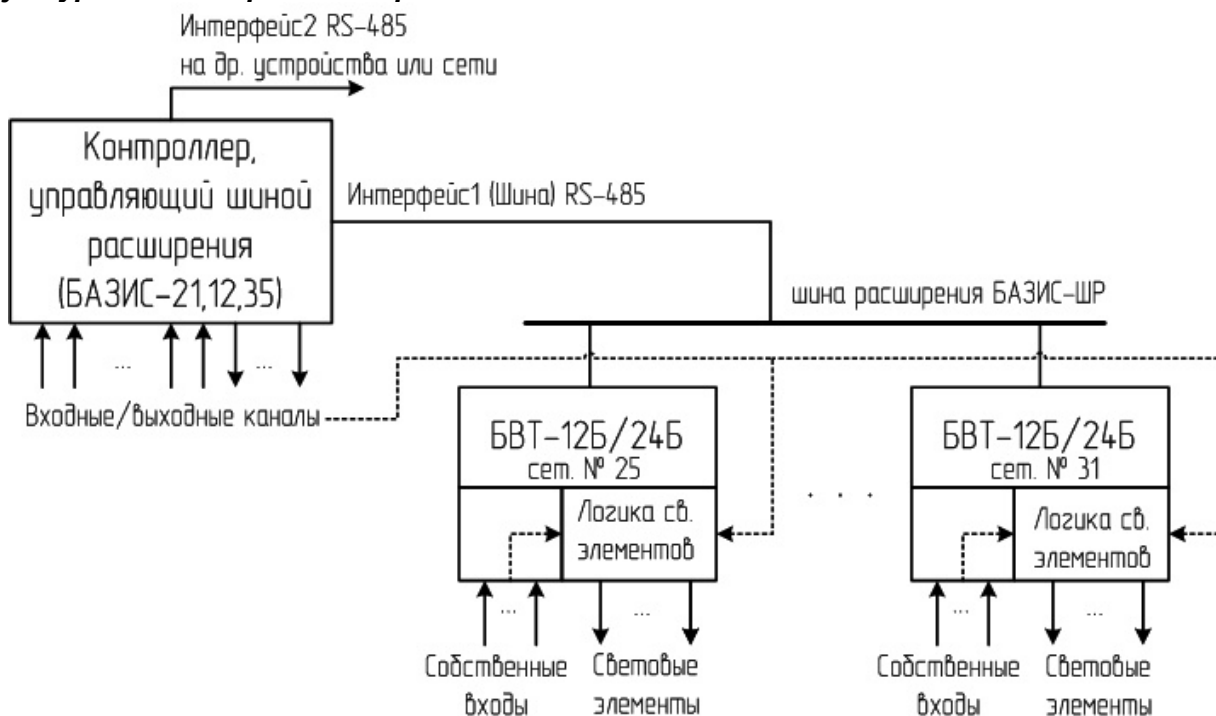 Интерфейс2 RS-485
на др. устройства или сети
Контроллер,
управляющий шиной
расширения
(БАЗИС-21,12,35)
Интерфейс1 (Шина) RS-485
шина расширения БАЗИС-ШР
... ...
Входные/выходные каналы
БВТ-12Б/24Б
сет. № 25
Логика св.
элементов
... ...
Собственные
входы
Световые
элементы
. . .
БВТ-12Б/24Б
сет. № 31
Логика св.
элементов
... ...
Собственные
входы
Световые
элементы